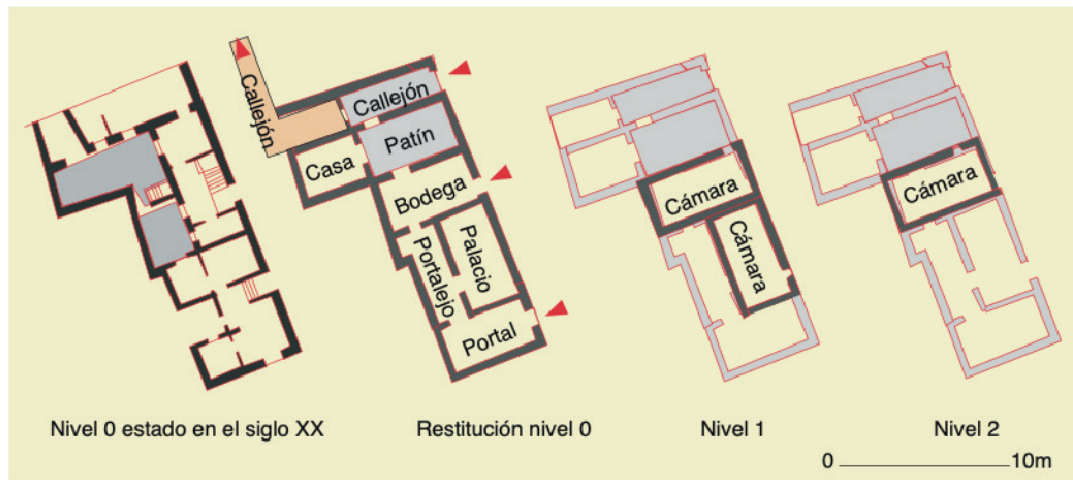 Callejón
Callejón
Casa
Patín
Bodega
Portalejo
Palacio
Portal
Cámara
Cámara
Cámara
Nivel 0 estado en el siglo XX
Restitución nivel 0
Nivel 1
Nivel 2
0 10m